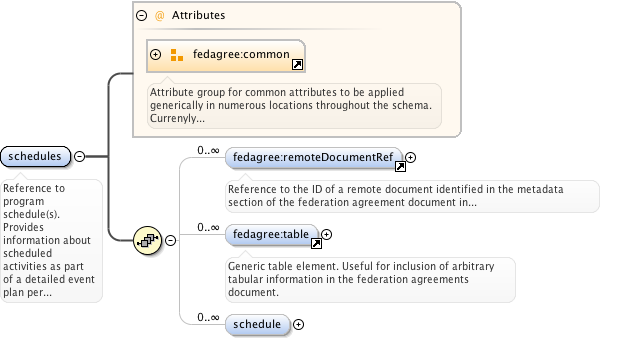 @ Attributes
fedagree:common
Attribute group for common attributes to be applied
generically in numerous locations throughout the schema.
Currenyly...
schedules
Reference to
program
schedule(s).
Provides
information about
scheduled
activities as part
of a detailed event
plan per...
0..∞
fedagree:remoteDocumentRef
Reference to the ID of a remote document identified in the metadata
section of the federation agreement document in...
0..∞
fedagree:table
Generic table element. Useful for inclusion of arbitrary
tabular information in the federation agreements
document.
0..∞
schedule